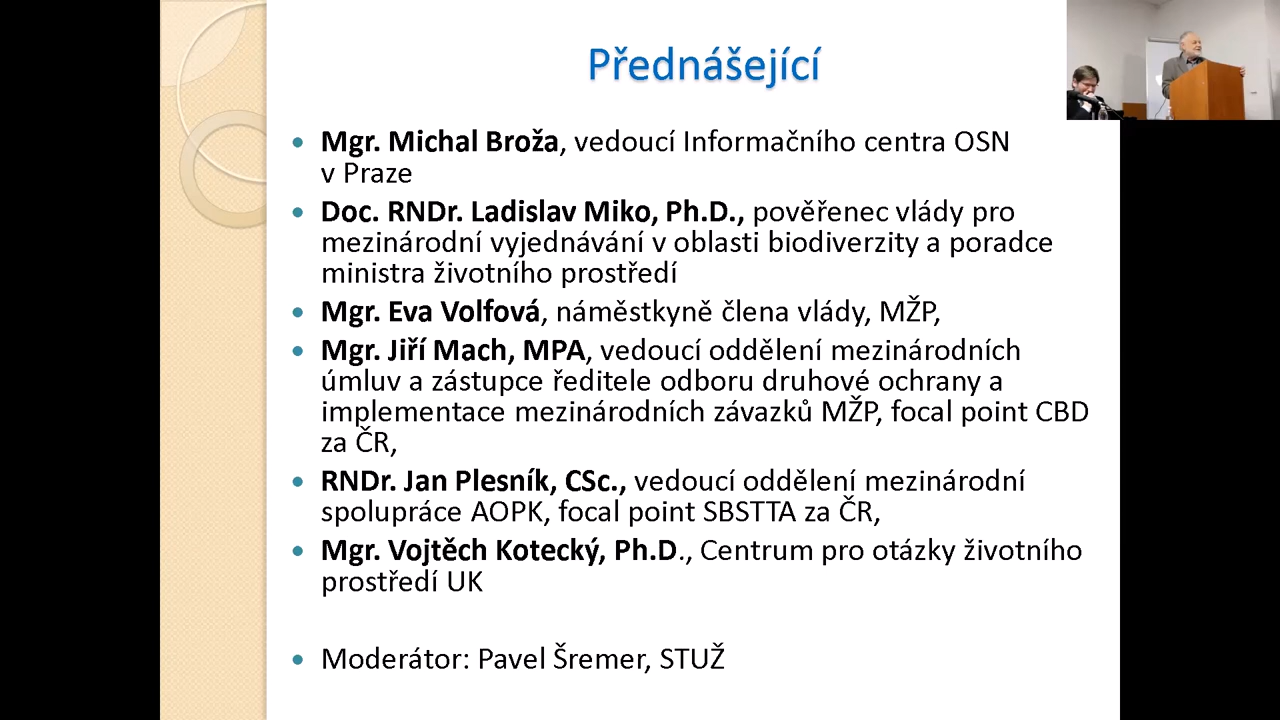 Přednášející
Mgr. Michal Broža, vedoucí Informačního centra OSN
v Praze
Doc. RNDr. Ladislav Miko, Ph.D., pověřenec vlády pro
mezinárodní vyjednávání v oblasti biodiverzity a poradce
ministra životního prostředí
Mgr. Eva Volfová, náměstkyně člena vlády, MŽP,
Mgr. Jiří Mach, MPA, vedoucí oddělení mezinárodních
úmluv a zástupce ředitele odboru druhové ochrany a
implementace mezinárodních závazků MŽP, focal point CBD
za ČR,
RNDr. Jan Plesník, CSc., vedoucí oddělení mezinárodní
spolupráce AOPK, focal point SBSTTA za ČR,
Mgr. Vojtěch Kotecký, Ph.D., Centrum pro otázky životního
prostředí UK
Moderátor: Pavel Šremer, STUŽ